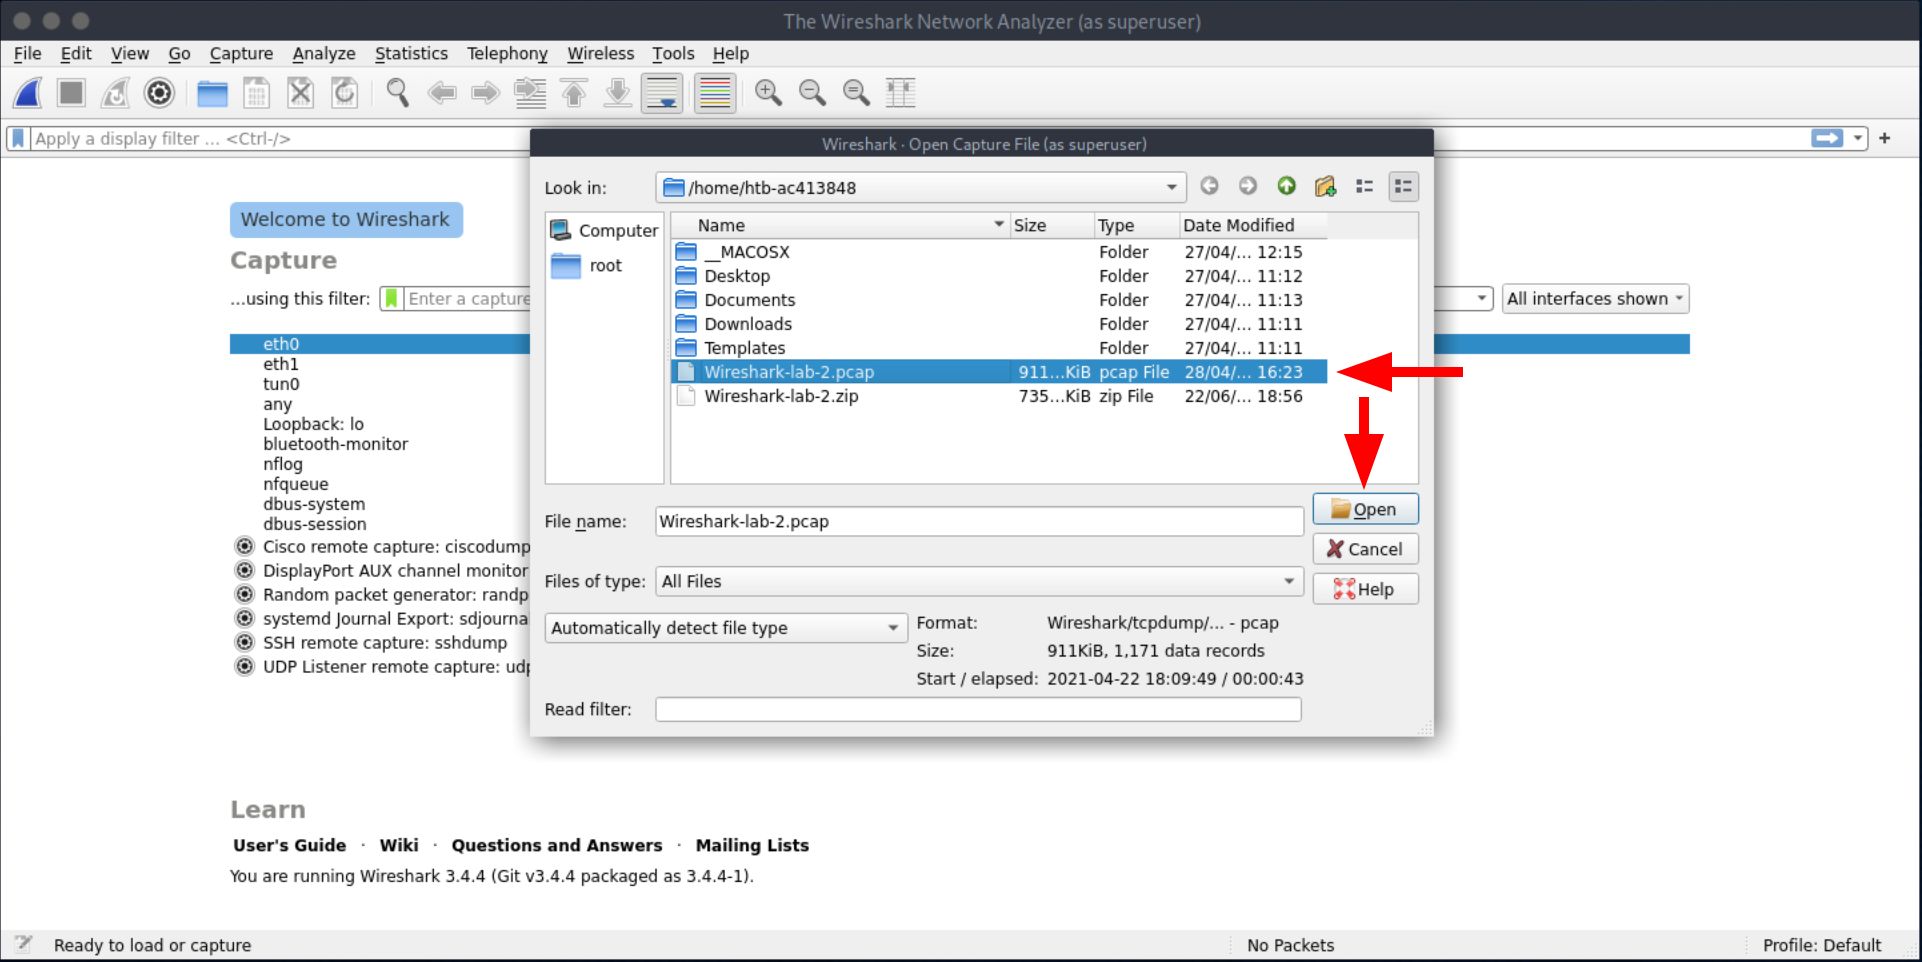 The Wireshark Network Analyzer (as superuser)
File Edit View Go Capture Analyze Statistics Telephony Wireless Tools Help
Apply a display filter ... <Ctrl-/>
+
Welcome to Wireshark
Capture
...using this filter: Enter a capture
All interfaces shown
eth0
eth1
tun0
any
Loopback: lo
bluetooth-monitor
nflog
nfqueue
dbus-system
dbus-session
Cisco remote capture: ciscodump
DisplayPort AUX channel monitor
Random packet generator: randp
systemd Journal Export: sdjourna
SSH remote capture: sshdump
UDP Listener remote capture: udp
Wireshark · Open Capture File (as superuser)
Look in: /home/htb-ac413848
Computer
root
Name Size Type Date Modified
__MACOSX Folder 27/04/... 12:15
Desktop Folder 27/04/... 11:12
Documents Folder 27/04/... 11:13
Downloads Folder 27/04/... 11:11
Templates Folder 27/04/... 11:11
Wireshark-lab-2.pcap 911...KiB pcap File 28/04/... 16:23
Wireshark-lab-2.zip 735...KiB zip File 22/06/... 18:56
File name: Wireshark-lab-2.pcap
Open
Cancel
Files of type: All Files
Help
Automatically detect file type
Format: Wireshark/tcpdump/... - pcap
Size: 911KiB, 1,171 data records
Start / elapsed: 2021-04-22 18:09:49 / 00:00:43
Read filter:
Learn
User's Guide · Wiki · Questions and Answers · Mailing Lists
You are running Wireshark 3.4.4 (Git v3.4.4 packaged as 3.4.4-1).
Ready to load or capture
No Packets
Profile: Default